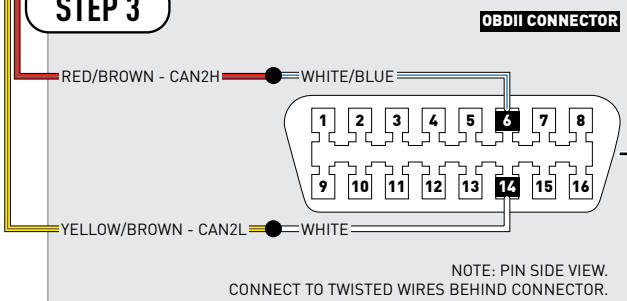 STEP 3
OBDII CONNECTOR
RED/BROWN - CAN2H WHITE/BLUE
1 2 3 4 5 6 7 8
9 10 11 12 13 14 15 16
YELLOW/BROWN - CAN2L WHITE
NOTE: PIN SIDE VIEW.
CONNECT TO TWISTED WIRES BEHIND CONNECTOR.